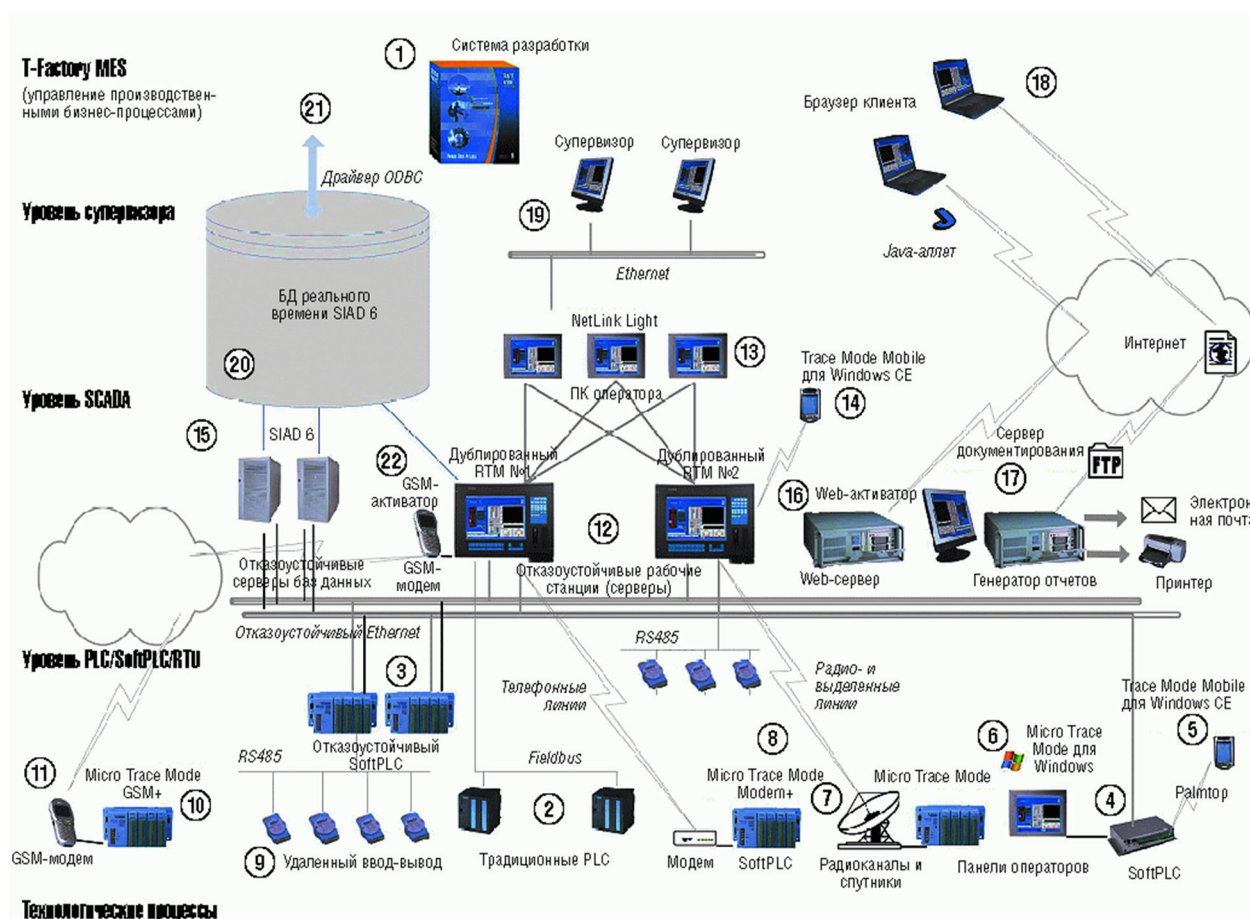 T-Factory MES
(управление производствен-
ными бизнес-процессами)
1
Система разработки
21
Драйвер ODBC
Супервизор
Супервизор
18
Браузер клиента
Уровень супервизора
19
Ethernet
Java-аплет
БД реального
времени SIAD 6
20
NetLink Light
13
ПК оператора
Trace Mode Mobile
для Windows CE
14
Интернет
Уровень SCADA
15
SIAD 6
22
GSM-
активатор
Дублированный
RTM №1
Дублированный
RTM №2
12
Сервер
документирования
17
FTP
16
Web-активатор
Электрон-
ная почта
Отказоустойчивые
серверы баз данных
GSM-
модем
Отказоустойчивые рабочие
станции (серверы)
Web-сервер
Генератор отчетов
Принтер
Отказоустойчивый Ethernet
Уровень PLC/SoftPLC/RTU
3
RS485
Телефонные
линии
Радио- и
выделенные
линии
Trace Mode Mobile
для Windows CE
5
Отказоустойчивый
SoftPLC
RS485
Fieldbus
8
6
Micro Trace
Mode для
Windows
11
Micro Trace Mode
GSM+
10
2
Micro Trace Mode
Modem+
7
Micro Trace Mode
4
Palmtop
GSM-модем
9
Удаленный ввод-вывод
Традиционные PLC
Модем
SoftPLC
Радиоканалы и
спутники
Панели операторов
SoftPLC
Технологические процессы